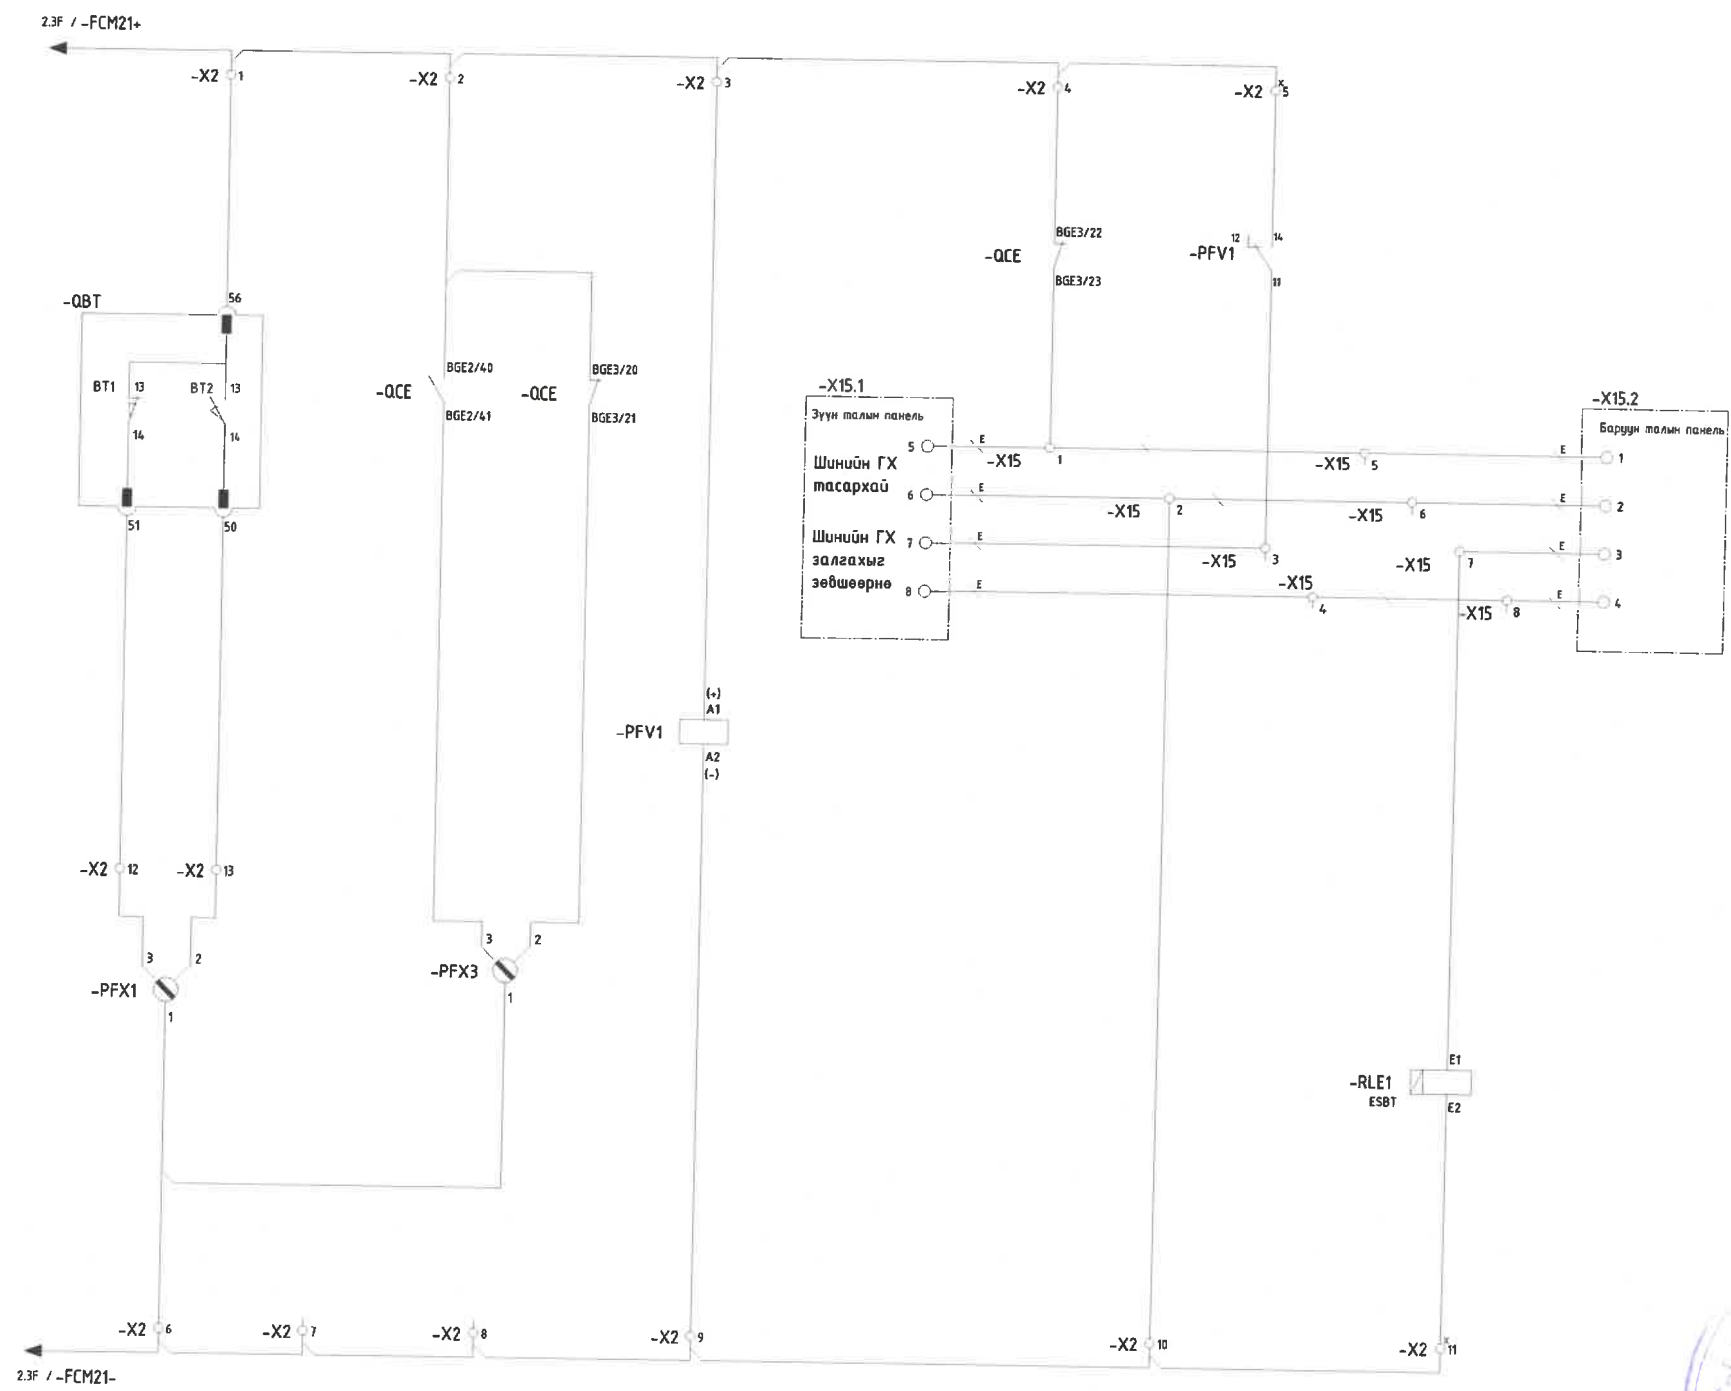 2.3F / -FCM21+
-X2 1
-X2 2
-X2 3
-X2 4
-X2 x 5
-QCE BGE3/22
BGE3/23
-PFV1 12 14
11
-QBT 56
BT1 13
14
BT2 13
14
51 50
-QCE BGE2/40
BGE2/41
-QCE BGE3/20
BGE3/21
-X15.1
Зүүн талын панель
Шинийн ГХ
тасархай
Шинийн ГХ
залгахыг
зөвшөөрнө
5 E -X15 1 -X15 5 E 1
6 E -X15 2 -X15 6 E 2
7 E -X15 3 -X15 7 E 3
8 E -X15 4 -X15 8 E 4
-X15.2
Баруун талын панель
(+)
A1
-PFV1
A2
(-)
-X2 12
-X2 13
3 2
-PFX1
1
3 2
-PFX3
1
E1
-RLE1
ESBT
E2
-X2 6
-X2 7
-X2 8
-X2 9
-X2 10
-X2 x 11
2.3F / -FCM21-